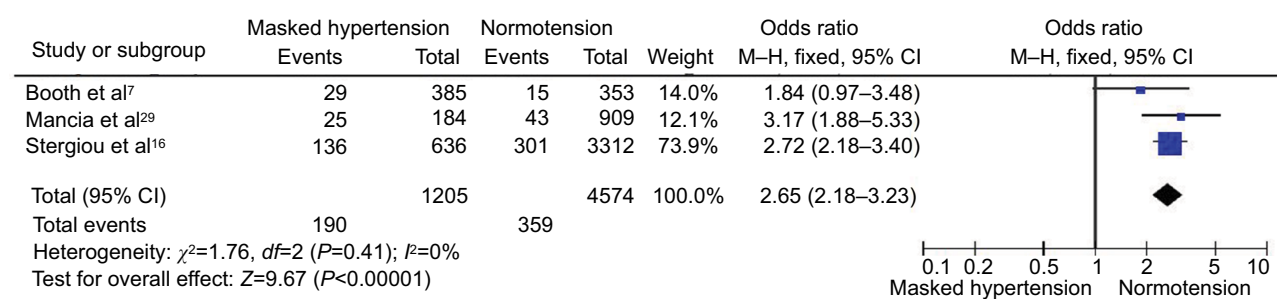 Masked hypertension Normotension Odds ratio Odds ratio
Study or subgroup Events Total Events Total Weight M–H, fixed, 95% CI M–H, fixed, 95% CI
Booth et al⁷ 29 385 15 353 14.0% 1.84 (0.97–3.48)
Mancia et al²⁹ 25 184 43 909 12.1% 3.17 (1.88–5.33)
Stergiou et al¹⁶ 136 636 301 3312 73.9% 2.72 (2.18–3.40)
Total (95% CI) 1205 4574 100.0% 2.65 (2.18–3.23)
Total events 190 359
Heterogeneity: χ²=1.76, df=2 (P=0.41); I²=0%
Test for overall effect: Z=9.67 (P<0.00001)
0.1 0.2 0.5 1 2 5 10
Masked hypertension Normotension